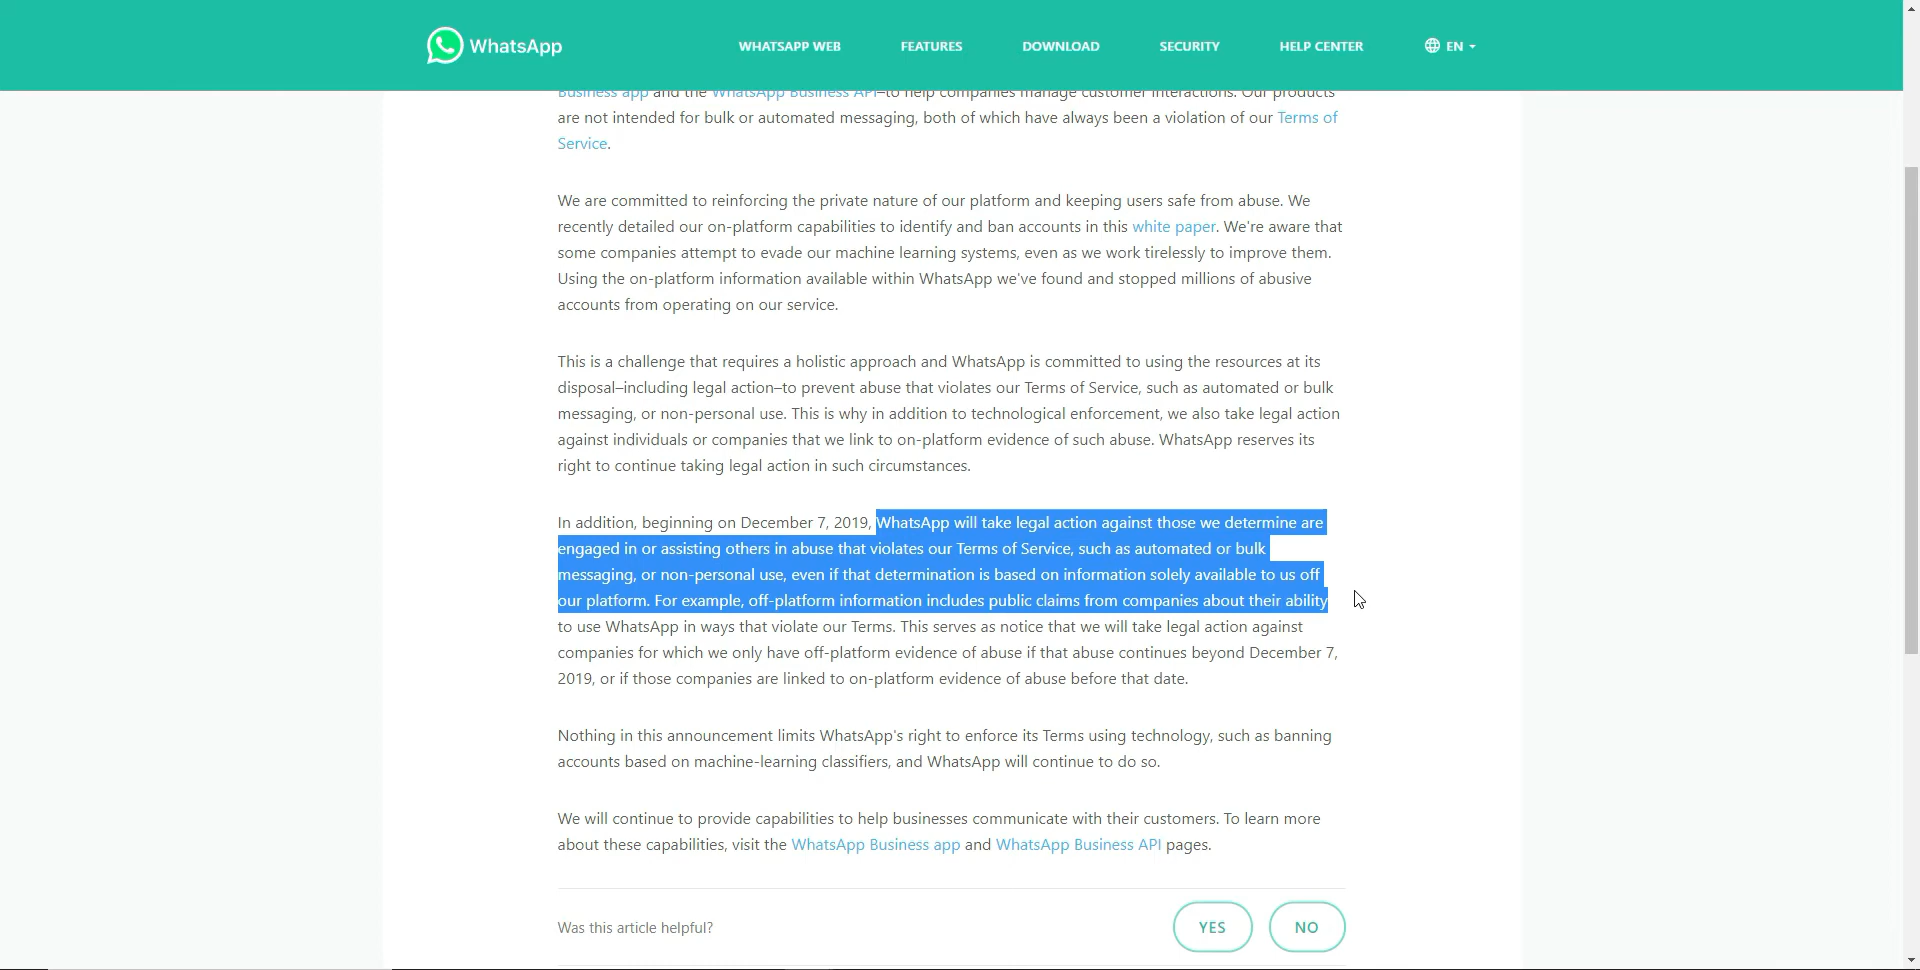 WhatsApp
WHATSAPP WEB
FEATURES
DOWNLOAD
SECURITY
HELP CENTER
EN
Business app and the WhatsApp Business API–to help companies manage customer interactions. Our products
are not intended for bulk or automated messaging, both of which have always been a violation of our Terms of
Service.
We are committed to reinforcing the private nature of our platform and keeping users safe from abuse. We
recently detailed our on-platform capabilities to identify and ban accounts in this white paper. We're aware that
some companies attempt to evade our machine learning systems, even as we work tirelessly to improve them.
Using the on-platform information available within WhatsApp we've found and stopped millions of abusive
accounts from operating on our service.
This is a challenge that requires a holistic approach and WhatsApp is committed to using the resources at its
disposal–including legal action–to prevent abuse that violates our Terms of Service, such as automated or bulk
messaging, or non-personal use. This is why in addition to technological enforcement, we also take legal action
against individuals or companies that we link to on-platform evidence of such abuse. WhatsApp reserves its
right to continue taking legal action in such circumstances.
In addition, beginning on December 7, 2019, WhatsApp will take legal action against those we determine are
engaged in or assisting others in abuse that violates our Terms of Service, such as automated or bulk
messaging, or non-personal use, even if that determination is based on information solely available to us off
our platform. For example, off-platform information includes public claims from companies about their ability
to use WhatsApp in ways that violate our Terms. This serves as notice that we will take legal action against
companies for which we only have off-platform evidence of abuse if that abuse continues beyond December 7,
2019, or if those companies are linked to on-platform evidence of abuse before that date.
Nothing in this announcement limits WhatsApp's right to enforce its Terms using technology, such as banning
accounts based on machine-learning classifiers, and WhatsApp will continue to do so.
We will continue to provide capabilities to help businesses communicate with their customers. To learn more
about these capabilities, visit the WhatsApp Business app and WhatsApp Business API pages.
Was this article helpful?
YES
NO